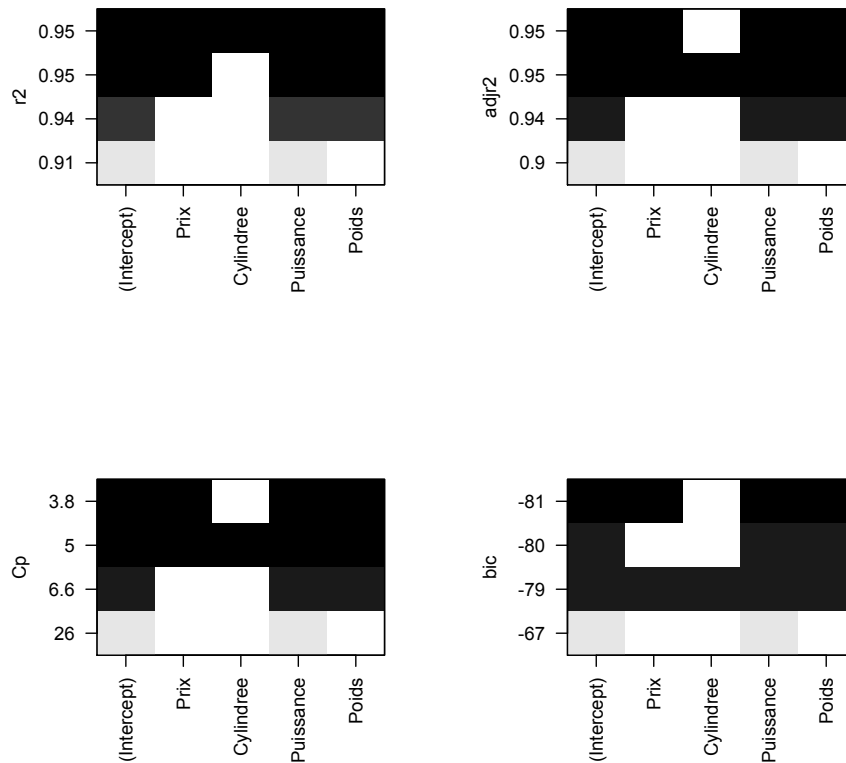 0.95
0.95
0.94
0.91
r2
(Intercept)
Prix
Cylindree
Puissance
Poids
0.95
0.95
0.94
0.9
adjr2
(Intercept)
Prix
Cylindree
Puissance
Poids
3.8
5
6.6
26
Cp
(Intercept)
Prix
Cylindree
Puissance
Poids
-81
-80
-79
-67
bic
(Intercept)
Prix
Cylindree
Puissance
Poids